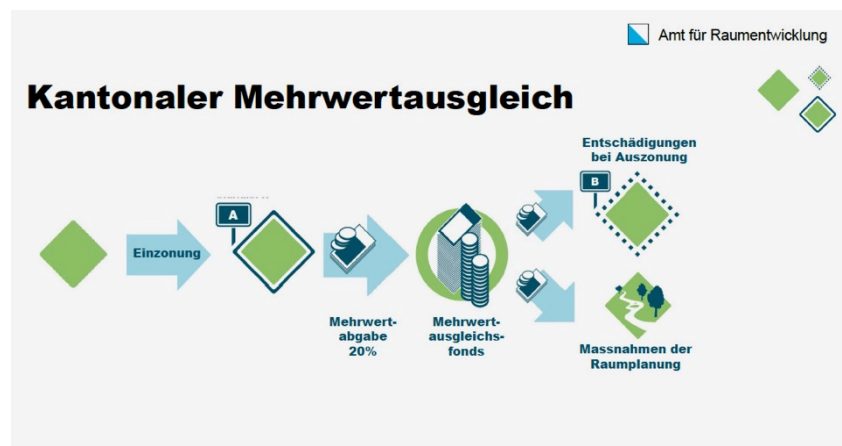 Amt für Raumentwicklung
Kantonaler Mehrwertausgleich
Entschädigungen
bei Auszonung
B
A
Einzonung
Mehrwert-
abgabe
20%
Mehrwert-
ausgleichs-
fonds
Massnahmen der
Raumplanung